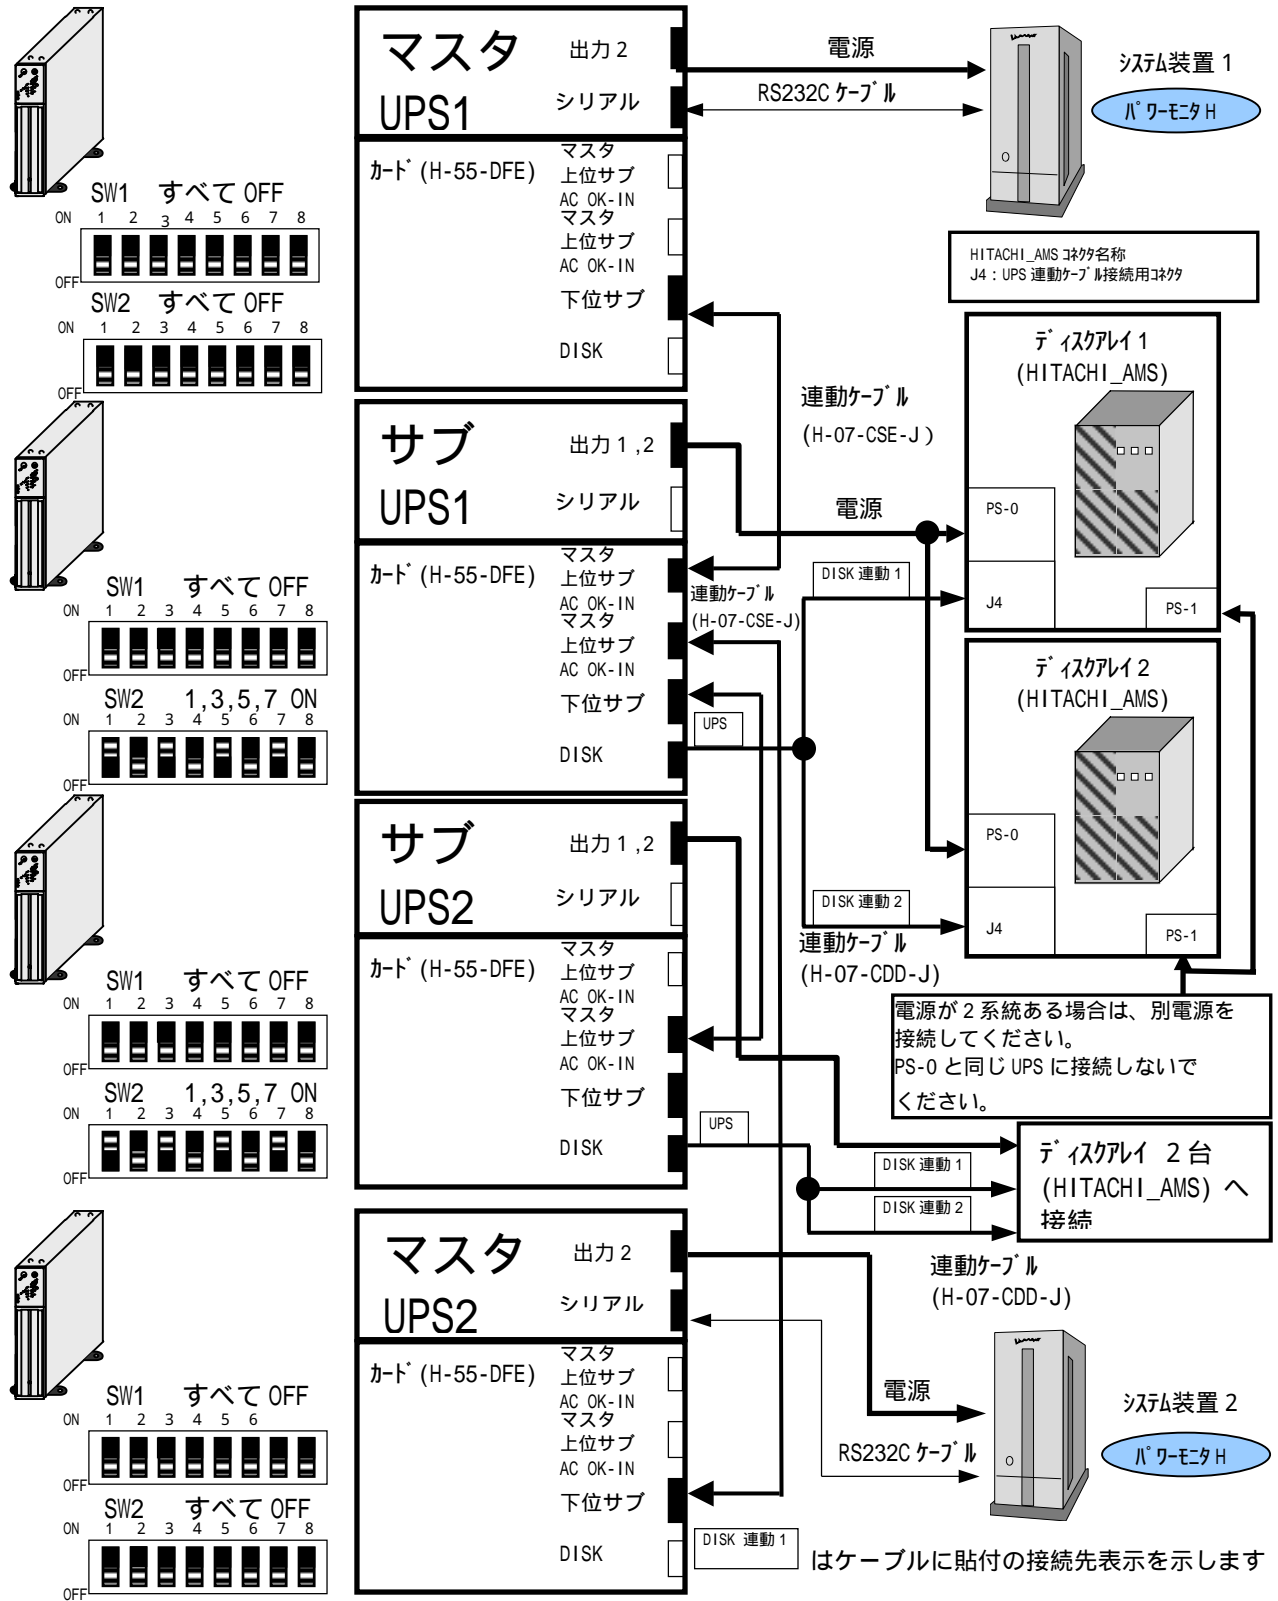 マスタ
UPS1
出力 2
シリアル
電源
RS232C ケーブル
システム装置 1
パワーモニタ H
カード (H-55-DFE)
マスタ
上位サブ
AC OK-IN
マスタ
上位サブ
AC OK-IN
下位サブ
DISK
SW1 すべて OFF
ON 1 2 3 4 5 6 7 8
OFF
SW2 すべて OFF
ON 1 2 3 4 5 6 7 8
OFF
HITACHI_AMS コネクタ名称
J4：UPS 連動ケーブル接続用コネクタ
ディスクアレイ 1
(HITACHI_AMS)
PS-0
J4
PS-1
連動ケーブル
(H-07-CSE-J)
サブ
UPS1
出力 1,2
シリアル
電源
カード (H-55-DFE)
マスタ
上位サブ
AC OK-IN
マスタ
上位サブ
AC OK-IN
下位サブ
DISK
連動ケーブル
(H-07-CSE-J)
DISK 連動 1
UPS
SW1 すべて OFF
ON 1 2 3 4 5 6 7 8
OFF
SW2 1,3,5,7 ON
ON 1 2 3 4 5 6 7 8
OFF
ディスクアレイ 2
(HITACHI_AMS)
PS-0
J4
PS-1
DISK 連動 2
連動ケーブル
(H-07-CDD-J)
サブ
UPS2
出力 1,2
シリアル
カード (H-55-DFE)
マスタ
上位サブ
AC OK-IN
マスタ
上位サブ
AC OK-IN
下位サブ
DISK
UPS
SW1 すべて OFF
ON 1 2 3 4 5 6 7 8
OFF
SW2 1,3,5,7 ON
ON 1 2 3 4 5 6 7 8
OFF
電源が 2 系統ある場合は、別電源を
接続してください。
PS-0 と同じ UPS に接続しないで
ください。
DISK 連動 1
DISK 連動 2
ディスクアレイ 2 台
(HITACHI_AMS) へ
接続
連動ケーブル
(H-07-CDD-J)
マスタ
UPS2
出力 2
シリアル
カード (H-55-DFE)
マスタ
上位サブ
AC OK-IN
マスタ
上位サブ
AC OK-IN
下位サブ
DISK
電源
RS232C ケーブル
システム装置 2
パワーモニタ H
SW1 すべて OFF
ON 1 2 3 4 5 6
OFF
SW2 すべて OFF
ON 1 2 3 4 5 6 7 8
OFF
DISK 連動 1 はケーブルに貼付の接続先表示を示します